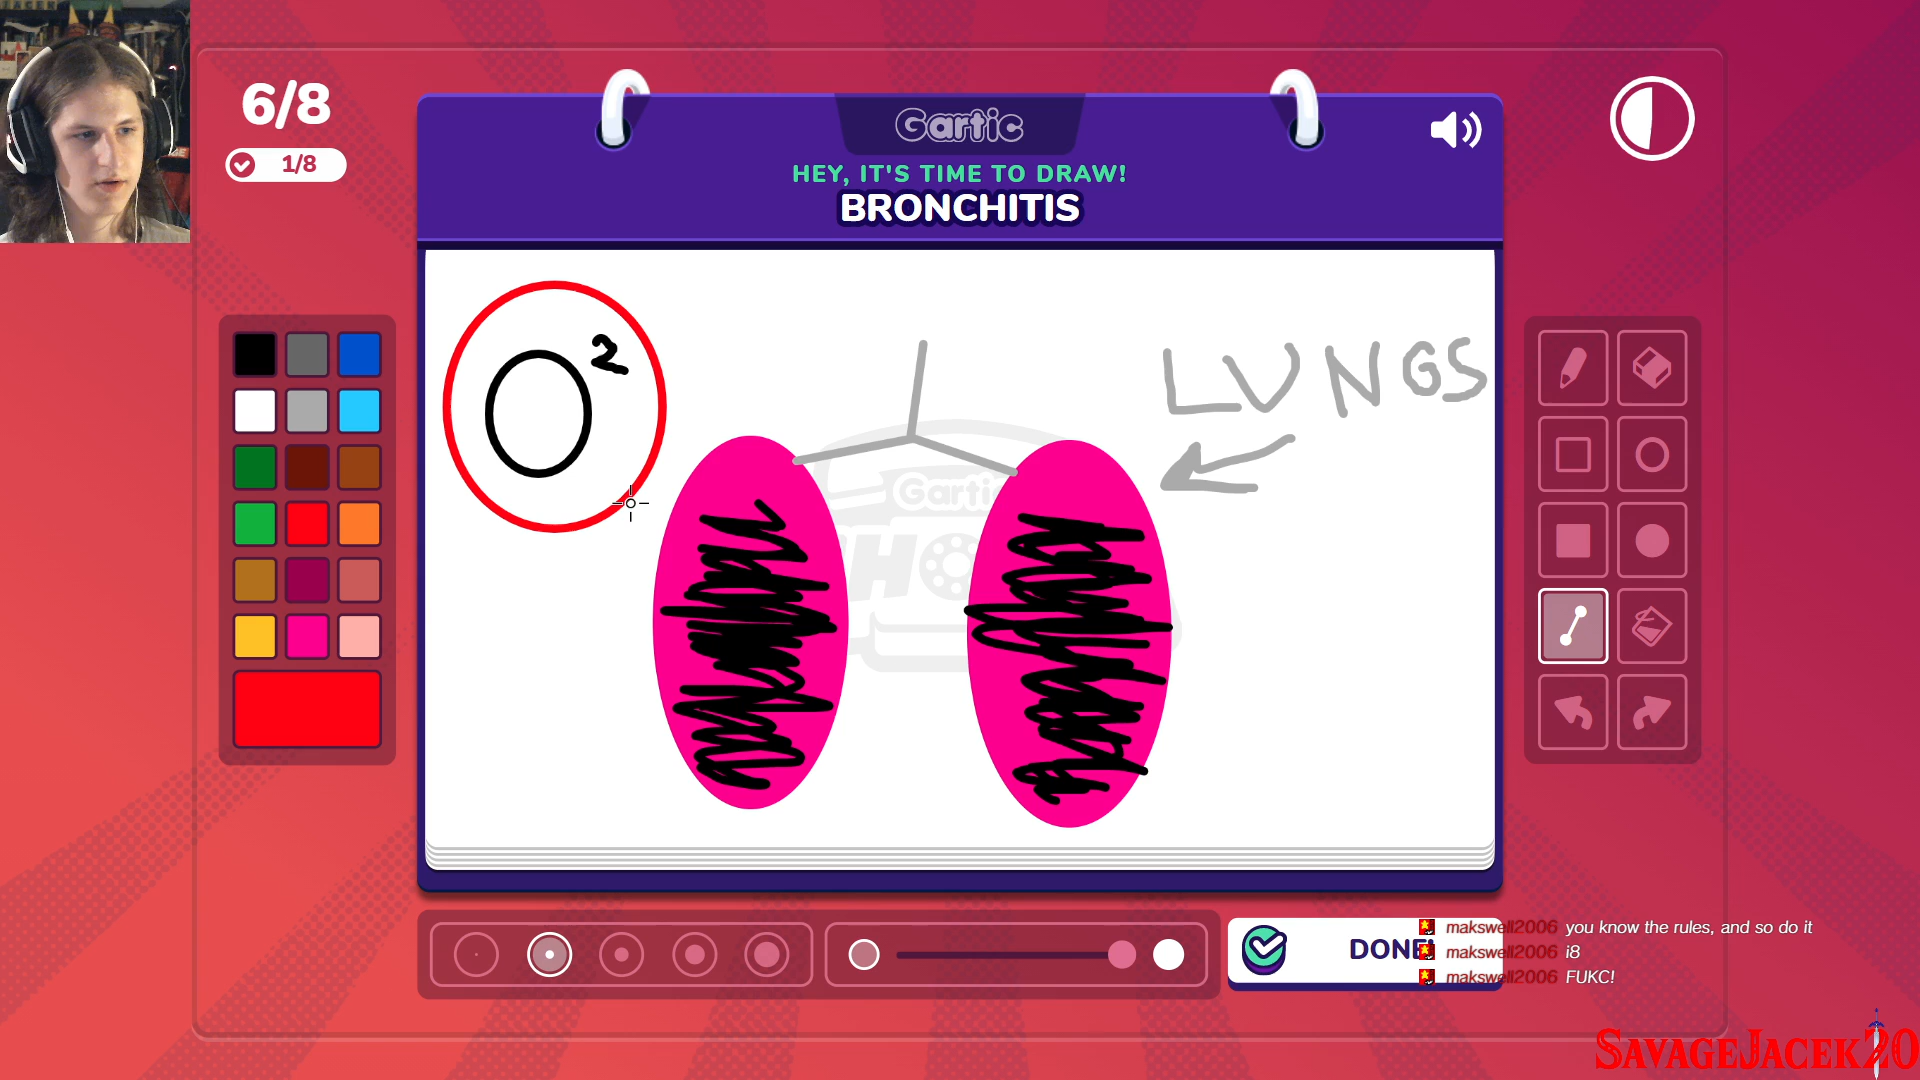 6/8
1/8
Gartic
HEY, IT'S TIME TO DRAW!
BRONCHITIS
O²
LUNGS
Gartic
DONE!
makswell2006 you know the rules, and so do it
makswell2006 i8
makswell2006 FUKC!
SAVAGEJACEK20